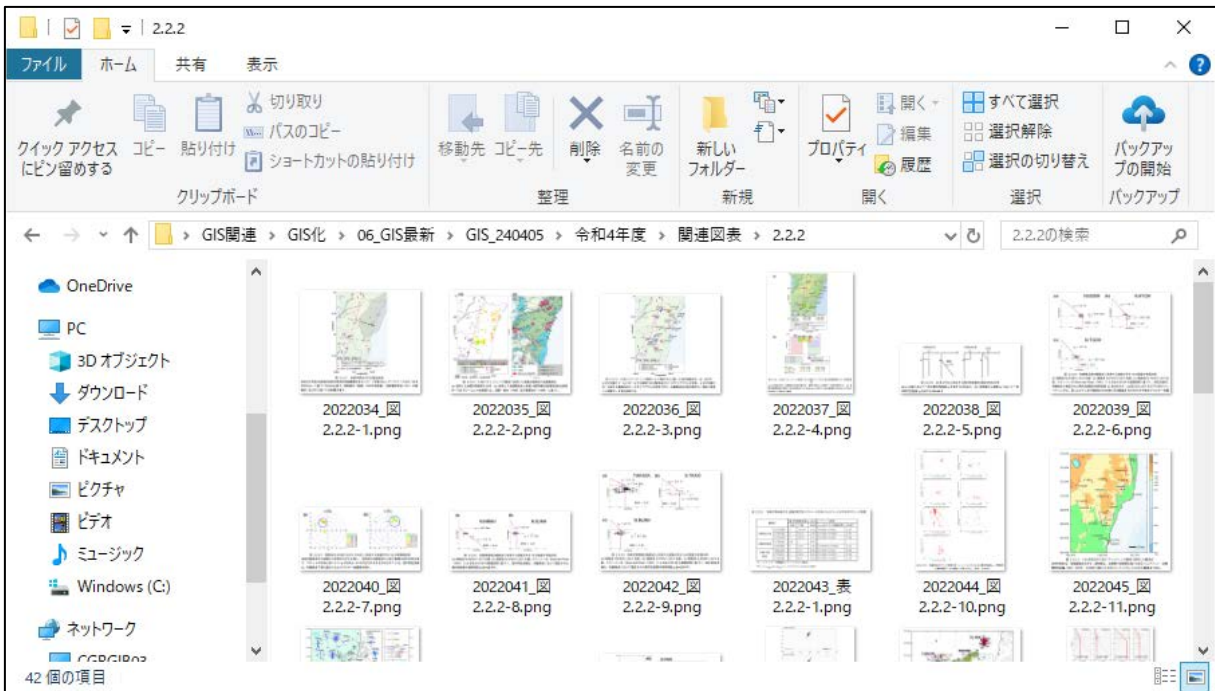 2.2.2
ファイル ホーム 共有 表示
クイック アクセス
にピン留めする
コピー
貼り付け
切り取り
パスのコピー
ショートカットの貼り付け
クリップボード
移動先 コピー先
削除
名前の
変更
整理
新しい
フォルダー
新規
プロパティ
開く
編集
履歴
開く
すべて選択
選択解除
選択の切り替え
選択
バックアッ
プの開始
バックアップ
GIS関連 › GIS化 › 06_GIS最新 › GIS_240405 › 令和4年度 › 関連図表 › 2.2.2
2.2.2の検索
OneDrive
PC
3D オブジェクト
ダウンロード
デスクトップ
ドキュメント
ピクチャ
ビデオ
ミュージック
Windows (C:)
ネットワーク
2022034_図
2.2.2-1.png
2022035_図
2.2.2-2.png
2022036_図
2.2.2-3.png
2022037_図
2.2.2-4.png
2022038_図
2.2.2-5.png
2022039_図
2.2.2-6.png
2022040_図
2.2.2-7.png
2022041_図
2.2.2-8.png
2022042_図
2.2.2-9.png
2022043_表
2.2.2-1.png
2022044_図
2.2.2-10.png
2022045_図
2.2.2-11.png
42 個の項目